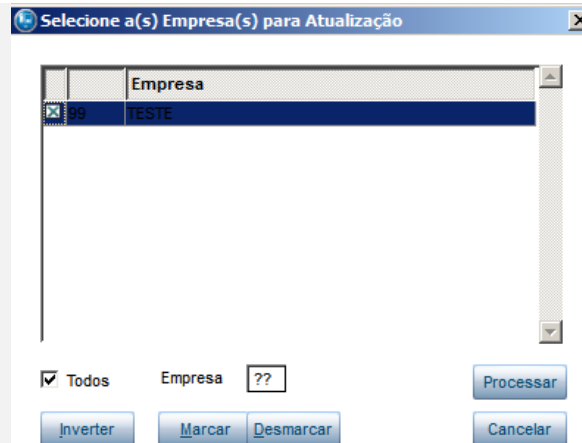 Selecione a(s) Empresa(s) para Atualização
Empresa
99 TESTE
Todos Empresa ?? Processar
Inverter Marcar Desmarcar Cancelar